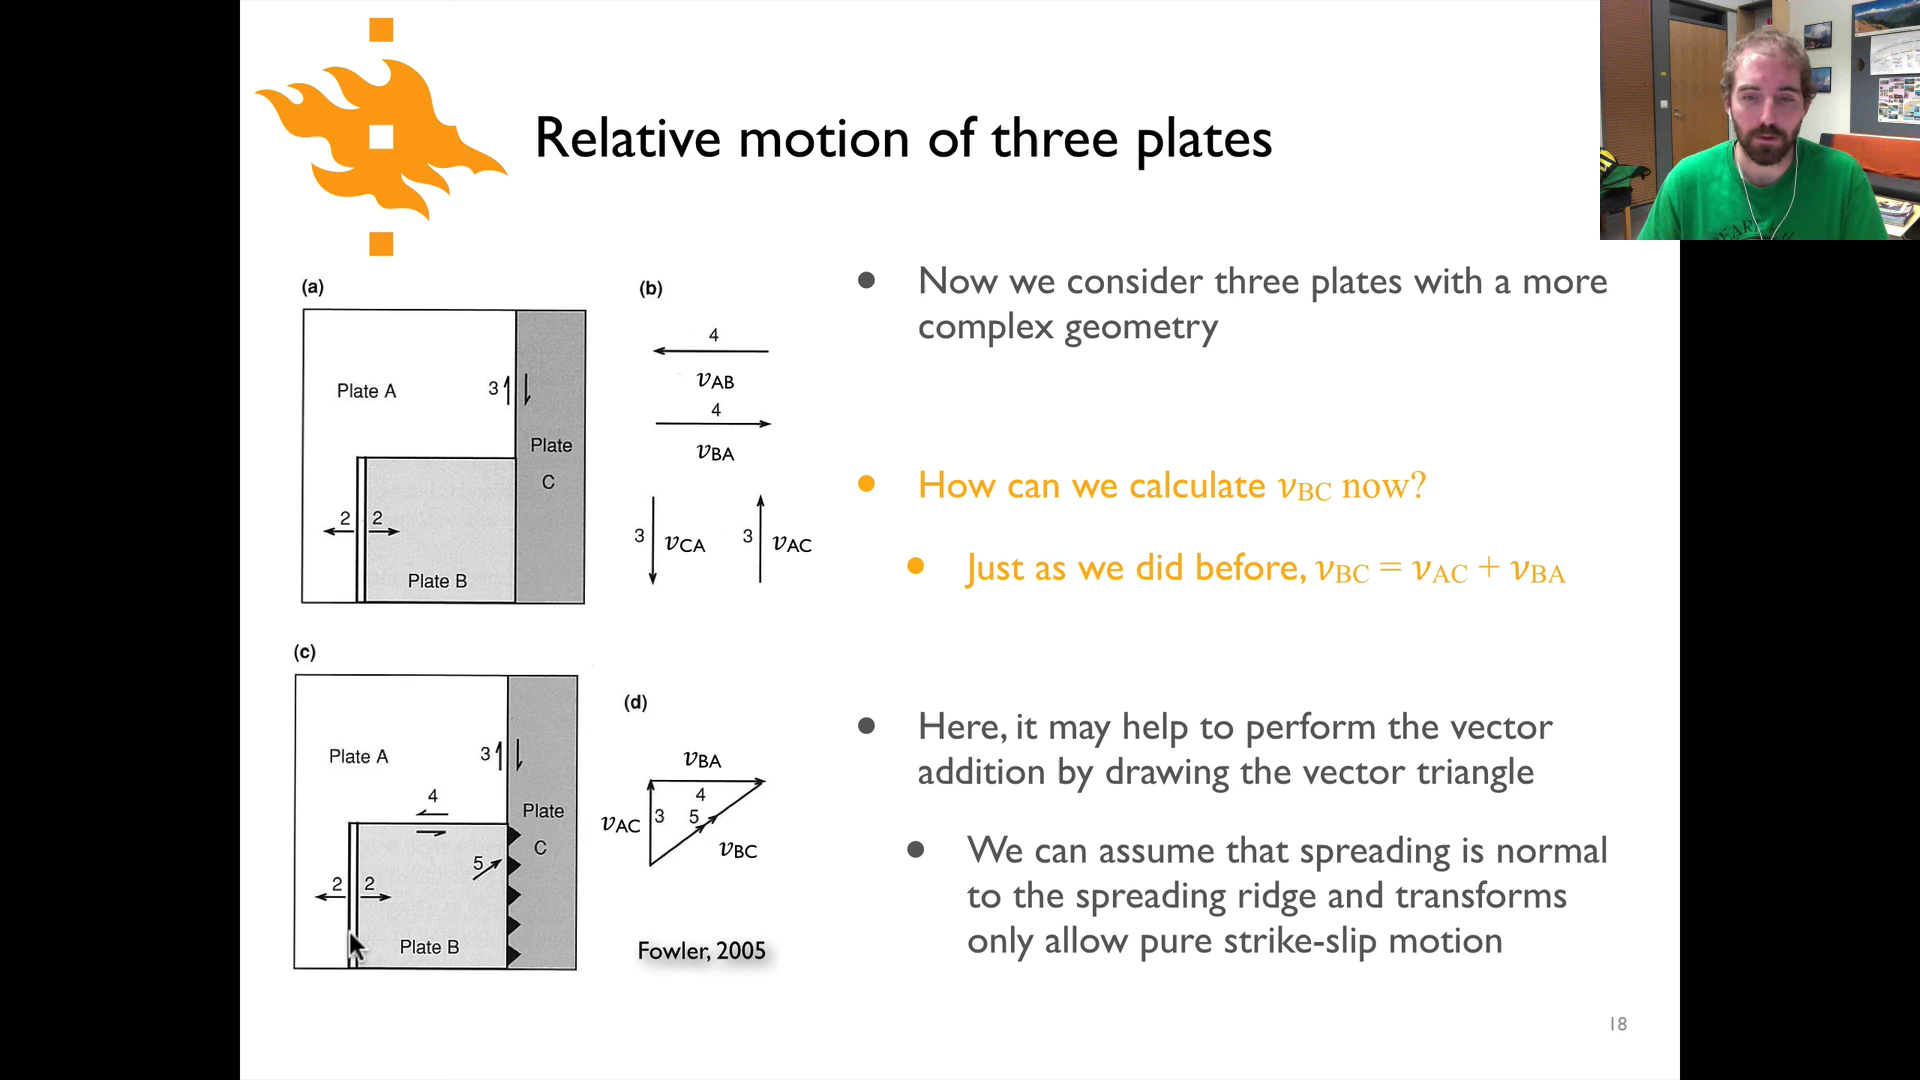 Relative motion of three plates
(a)
Plate A
3
Plate
C
2 2
Plate B
(b)
4
vAB
4
vBA
3 vCA 3 vAC
(c)
Plate A
3
4
Plate
C
5
2 2
Plate B
(d)
vBA
4
vAC 3 5
vBC
Fowler, 2005
● Now we consider three plates with a more
complex geometry
● How can we calculate vBC now?
● Just as we did before, vBC = vAC + vBA
● Here, it may help to perform the vector
addition by drawing the vector triangle
● We can assume that spreading is normal
to the spreading ridge and transforms
only allow pure strike-slip motion
18